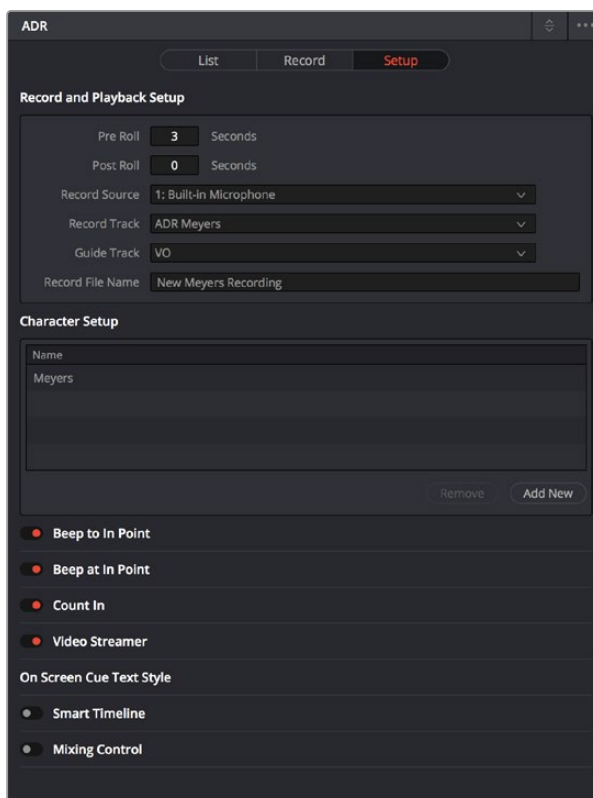 ADR
List Record Setup
Record and Playback Setup
Pre Roll 3 Seconds
Post Roll 0 Seconds
Record Source 1: Built-in Microphone
Record Track ADR Meyers
Guide Track VO
Record File Name New Meyers Recording
Character Setup
Name
Meyers
Remove Add New
Beep to In Point
Beep at In Point
Count In
Video Streamer
On Screen Cue Text Style
Smart Timeline
Mixing Control